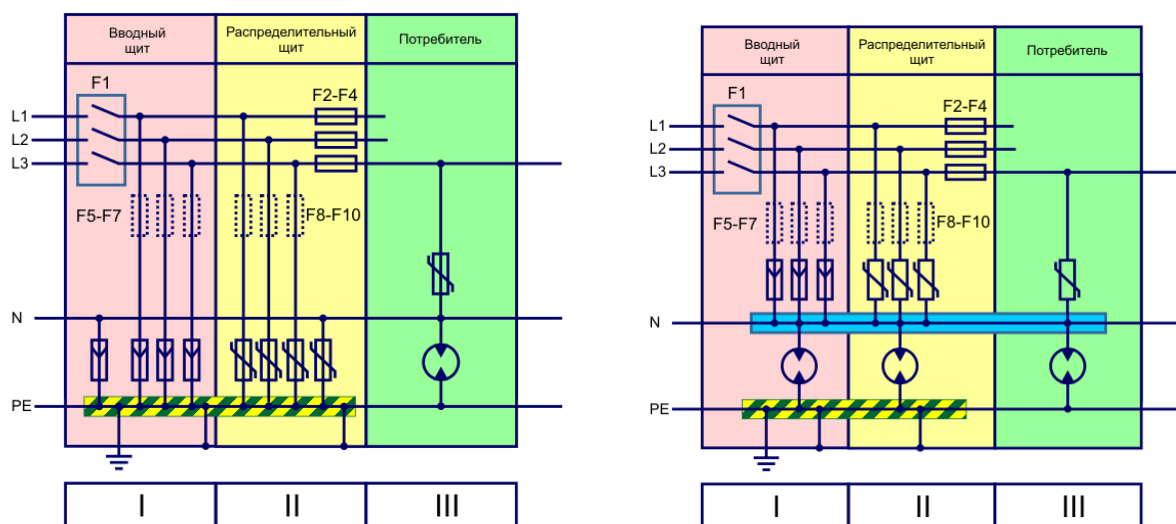 Вводный
щит
Распределительный
щит
Потребитель
F1
F2-F4
L1
L2
L3
F5-F7
F8-F10
N
PE
I
II
III
Вводный
щит
Распределительный
щит
Потребитель
F1
F2-F4
L1
L2
L3
F5-F7
F8-F10
N
PE
I
II
III